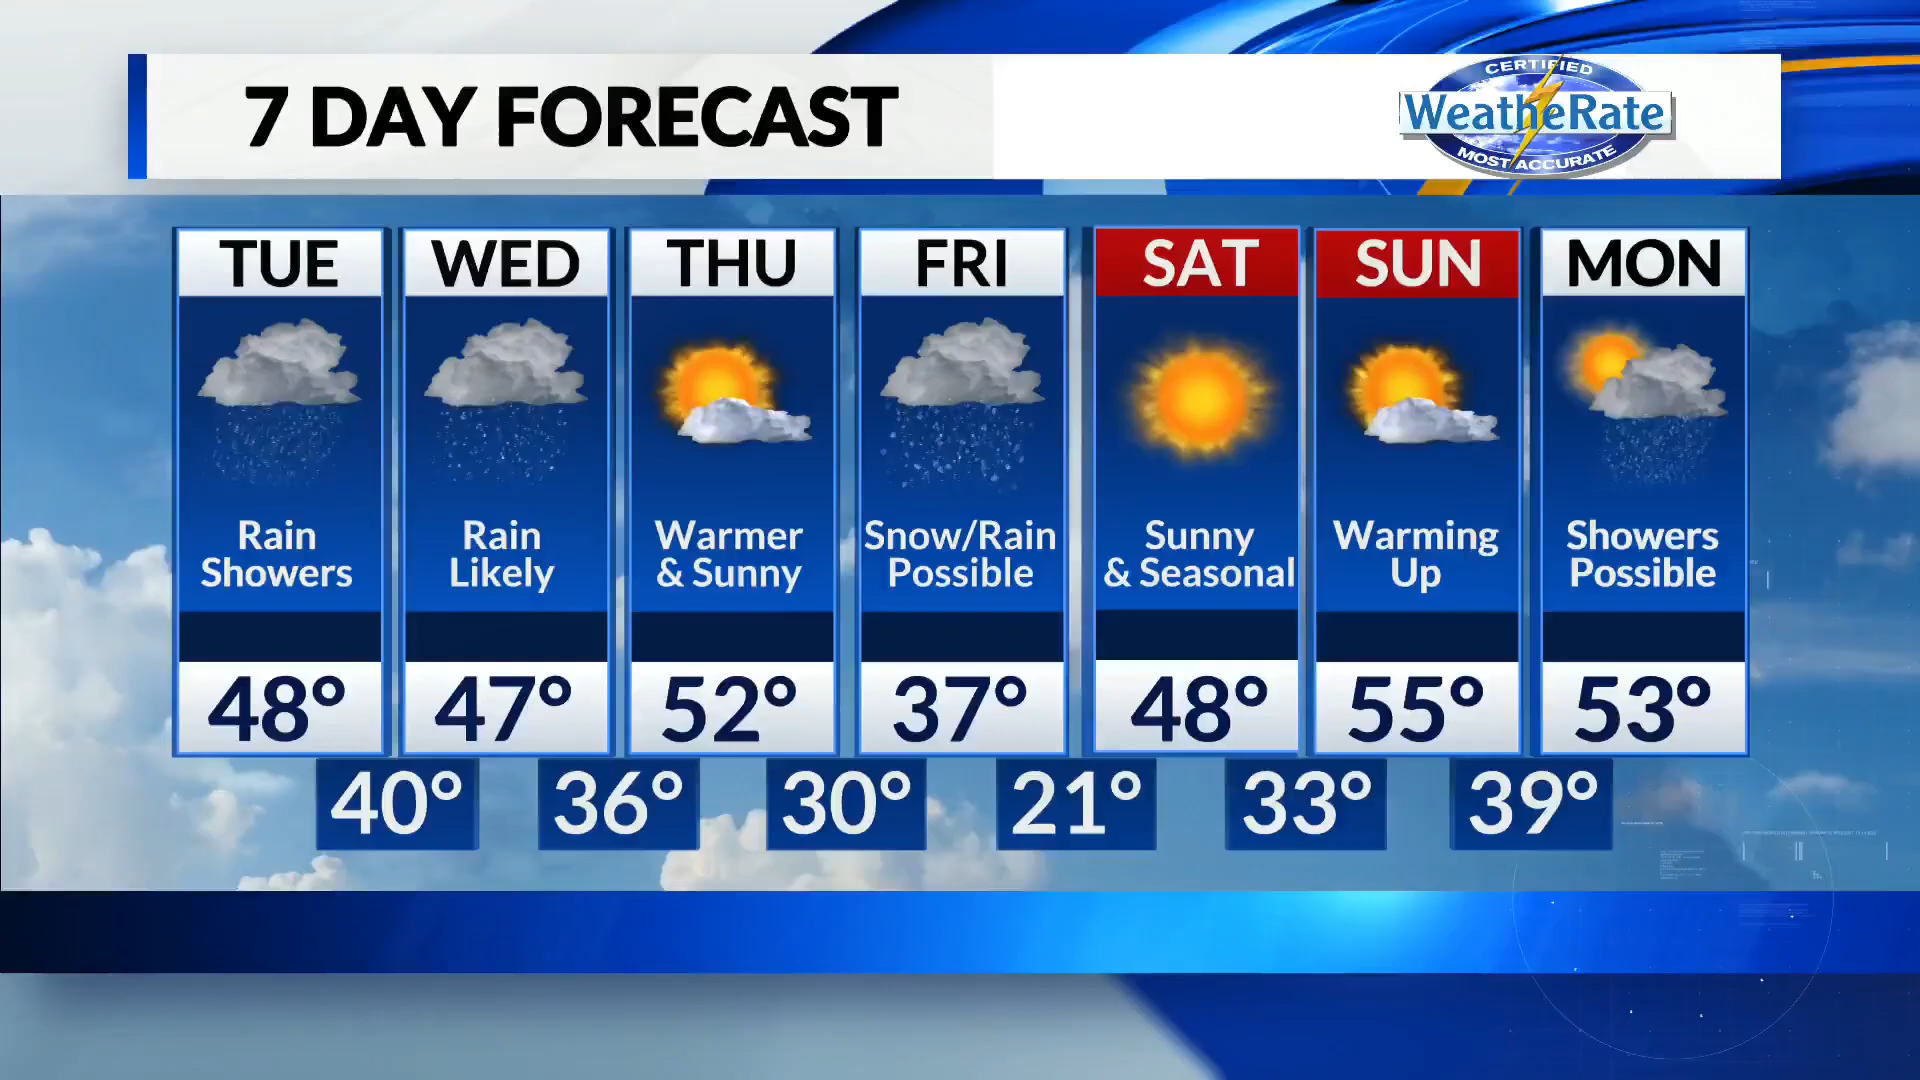 7 DAY FORECAST
CERTIFIED
WeatheRate
MOST ACCURATE
TUE
Rain
Showers
48°
WED
Rain
Likely
47°
THU
Warmer
& Sunny
52°
FRI
Snow/Rain
Possible
37°
SAT
Sunny
& Seasonal
48°
SUN
Warming
Up
55°
MON
Showers
Possible
53°
40°
36°
30°
21°
33°
39°